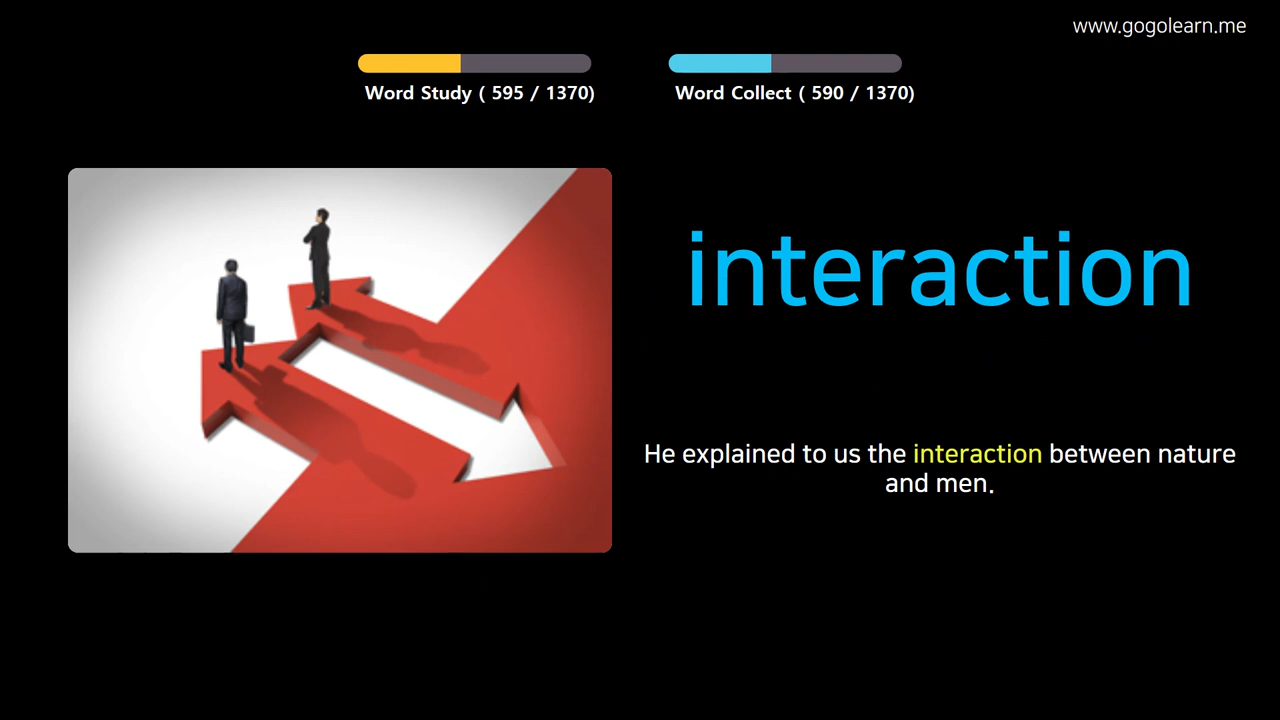 www.gogolearn.me
Word Study ( 595 / 1370)
Word Collect ( 590 / 1370)
interaction
He explained to us the interaction between nature
and men.